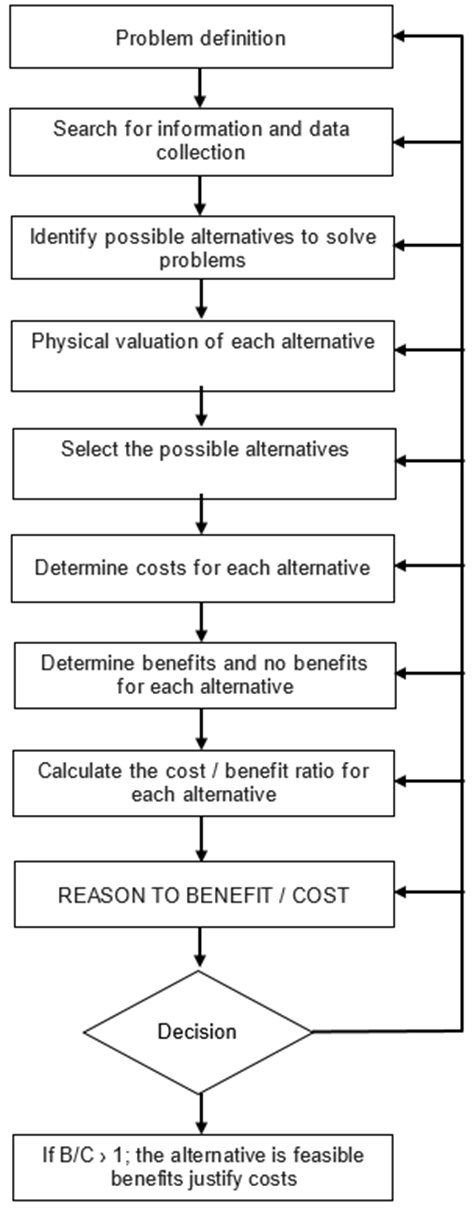 Problem definition
Search for information and data
collection
Identify possible alternatives to solve
problems
Physical valuation of each alternative
Select the possible alternatives
Determine costs for each alternative
Determine benefits and no benefits
for each alternative
Calculate the cost / benefit ratio for
each alternative
REASON TO BENEFIT / COST
Decision
If B/C › 1; the alternative is feasible
benefits justify costs